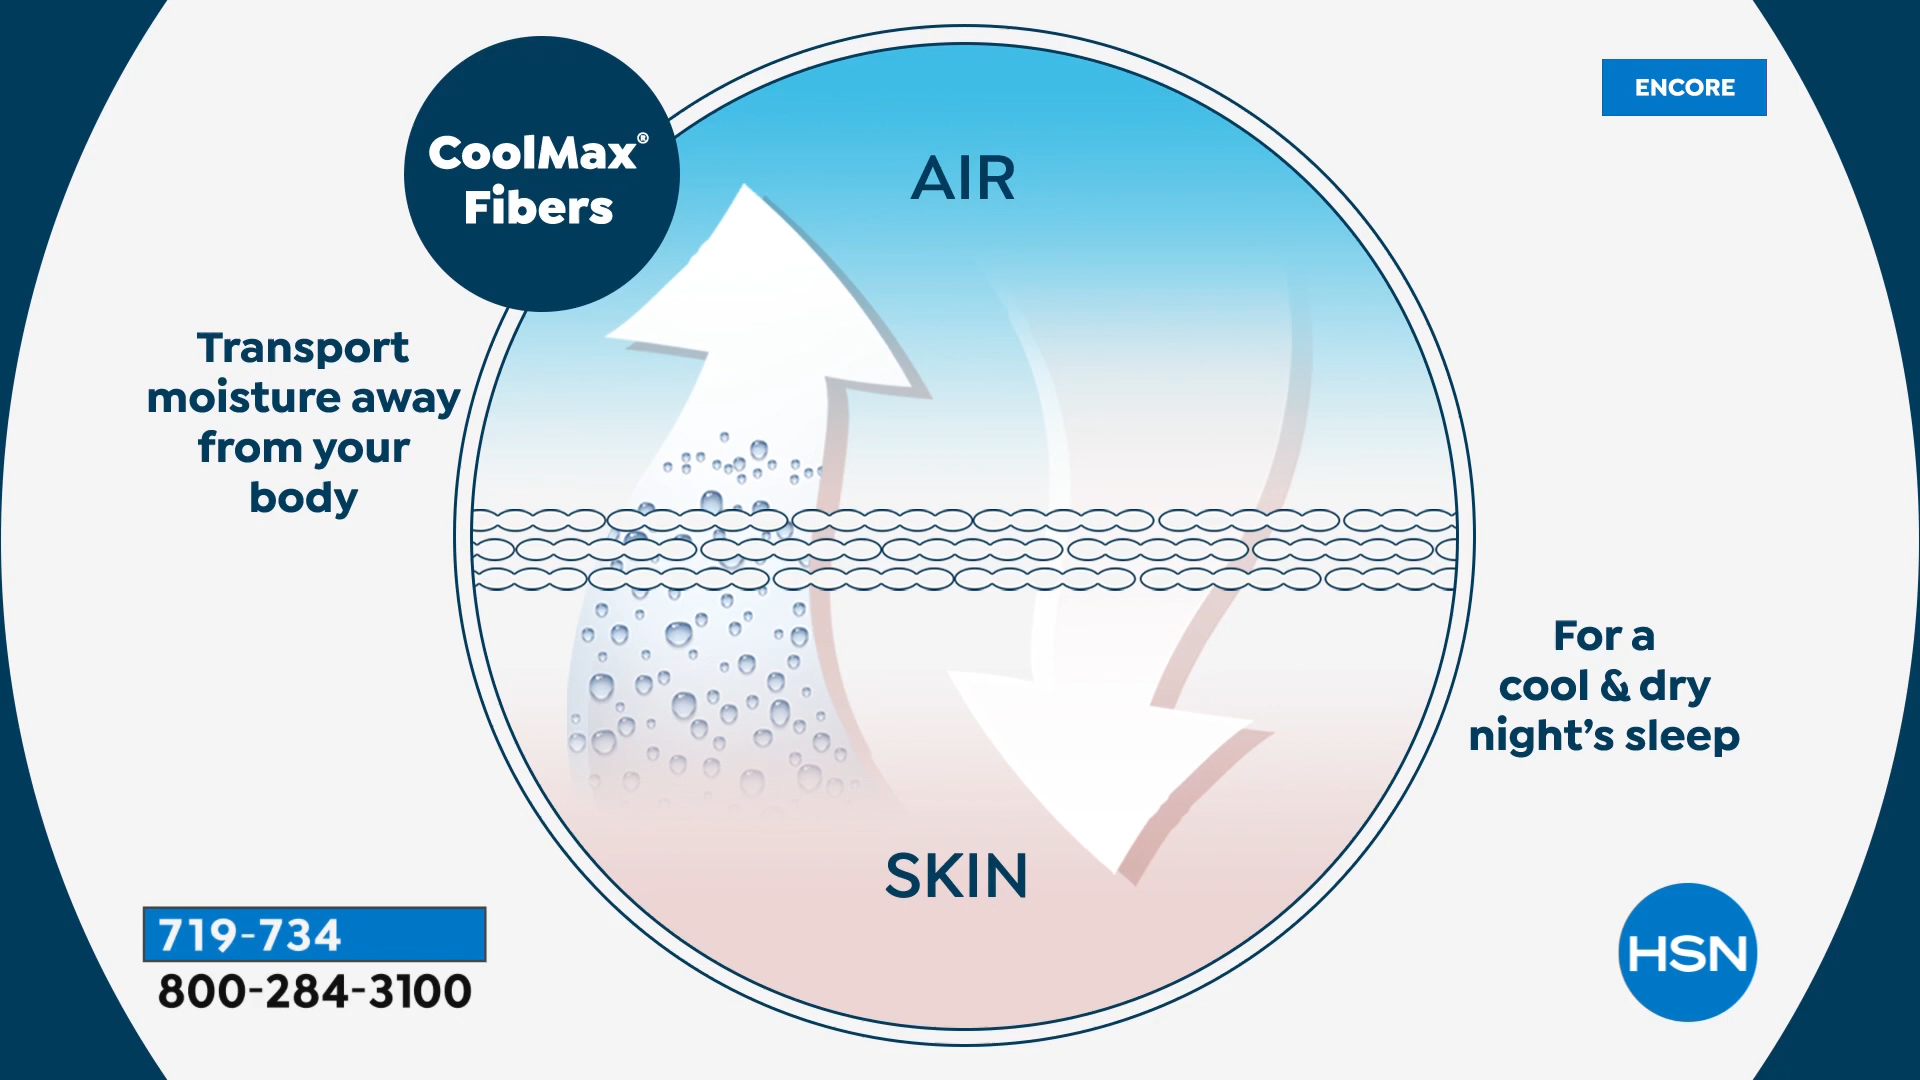 CoolMax®
Fibers
ENCORE
AIR
Transport
moisture away
from your
body
For a
cool & dry
night's sleep
SKIN
719-734
800-284-3100
HSN